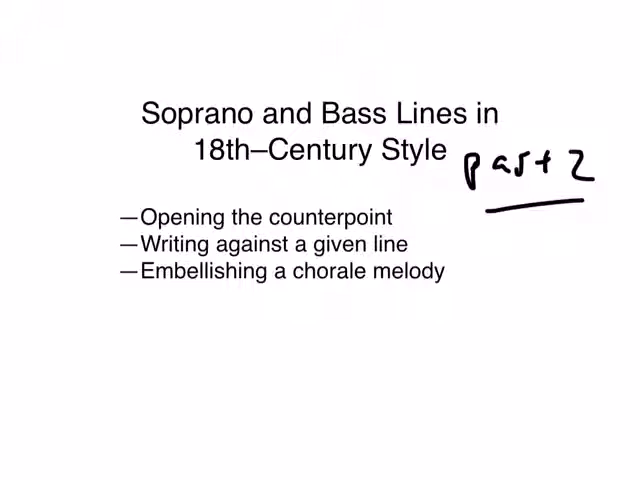 Soprano and Bass Lines in
18th–Century Style
part 2
—Opening the counterpoint
—Writing against a given line
—Embellishing a chorale melody